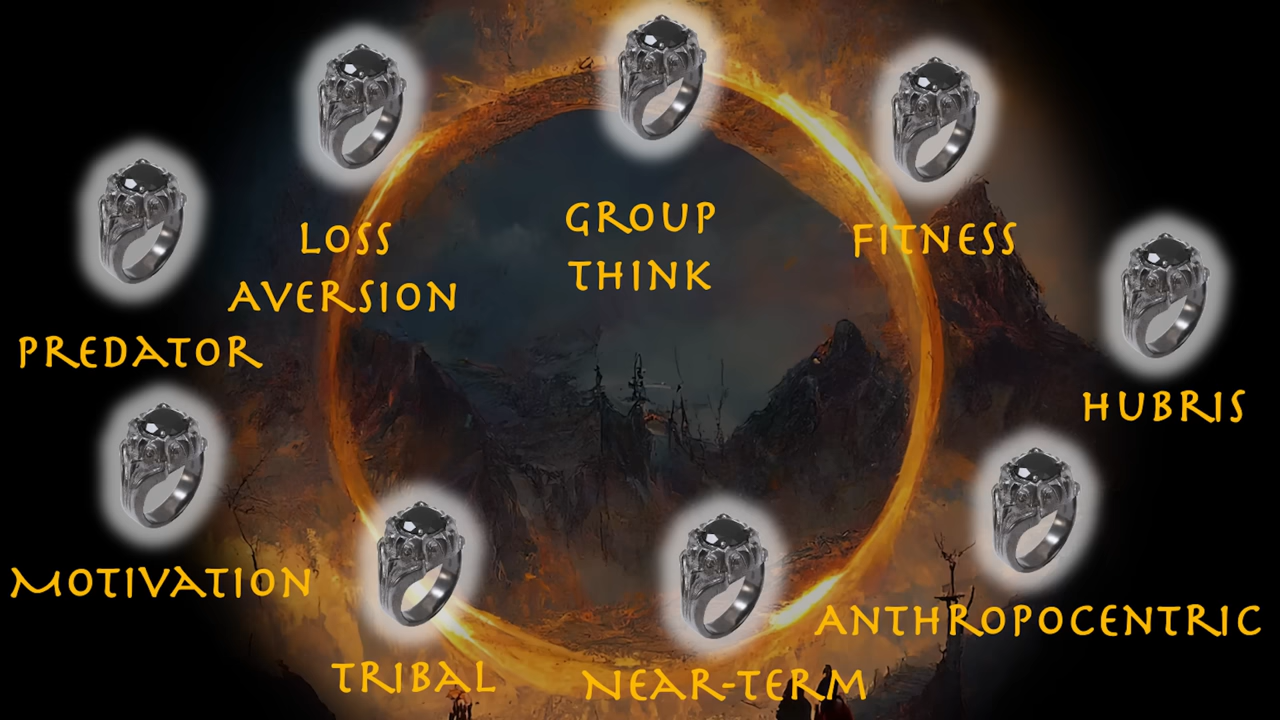 GROUP
THINK
LOSS
AVERSION
FITNESS
PREDATOR
HUBRIS
MOTIVATION
ANTHROPOCENTRIC
TRIBAL
NEAR-TERM